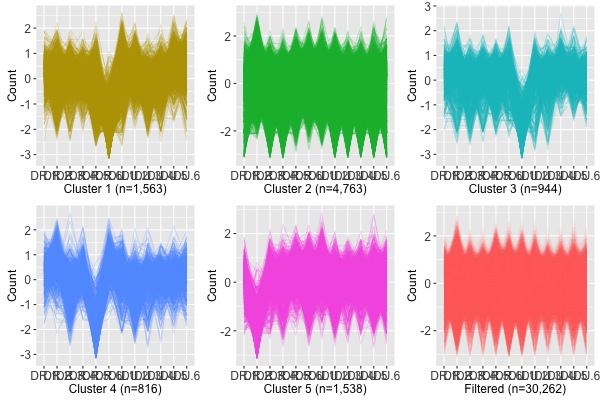 Count
2
1
0
-1
-2
-3
Cluster 1 (n=1,563)
Count
2
0
-2
Cluster 2 (n=4,763)
Count
3
2
1
0
-1
-2
-3
Cluster 3 (n=944)
Count
2
1
0
-1
-2
-3
Cluster 4 (n=816)
Count
2
0
-2
Cluster 5 (n=1,538)
Count
2
0
-2
Filtered (n=30,262)